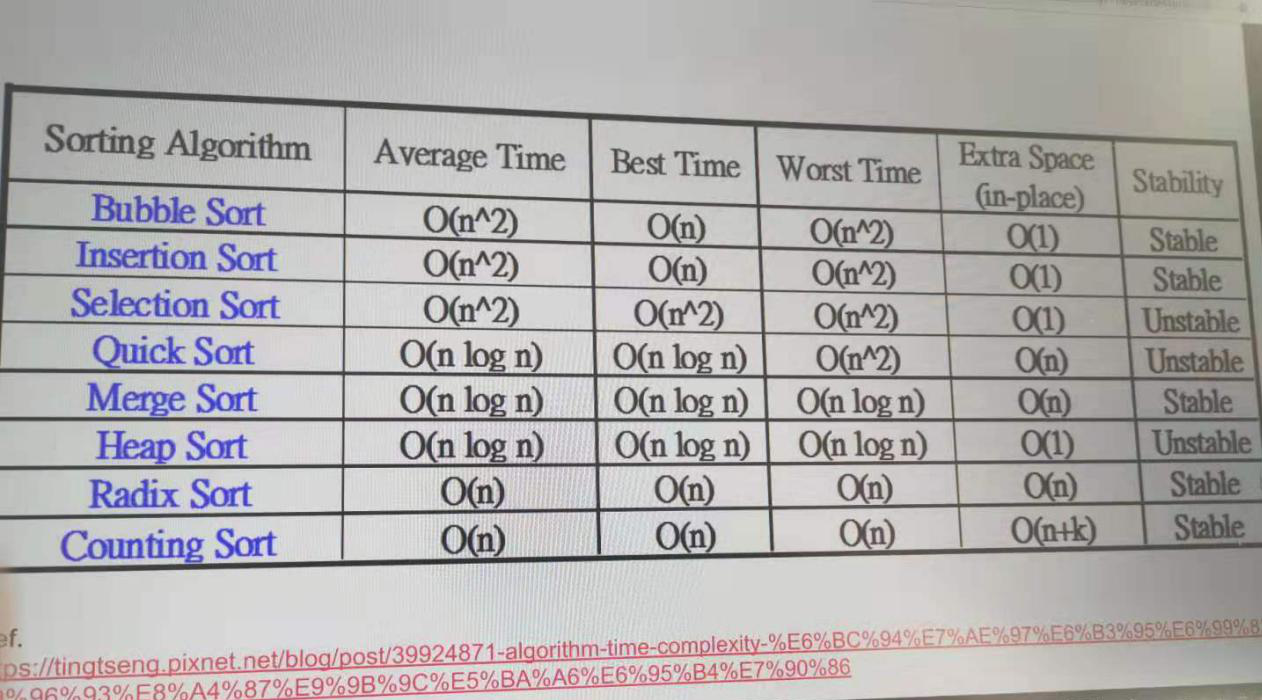 Sorting Algorithm Average Time Best Time Worst Time Extra Space (in-place) Stability
Bubble Sort O(n^2) O(n) O(n^2) O(1) Stable
Insertion Sort O(n^2) O(n) O(n^2) O(1) Stable
Selection Sort O(n^2) O(n^2) O(n^2) O(1) Unstable
Quick Sort O(n log n) O(n log n) O(n^2) O(n) Unstable
Merge Sort O(n log n) O(n log n) O(n log n) O(n) Stable
Heap Sort O(n log n) O(n log n) O(n log n) O(1) Unstable
Radix Sort O(n) O(n) O(n) O(n) Stable
Counting Sort O(n) O(n) O(n) O(n+k) Stable
ef.
ps://tingtseng.pixnet.net/blog/post/39924871-algorithm-time-complexity-%E6%BC%94%E7%AE%97%E6%B3%95%E6%99%8
%96%93%E8%A4%87%E9%9B%9C%E5%BA%A6%E6%95%B4%E7%90%86